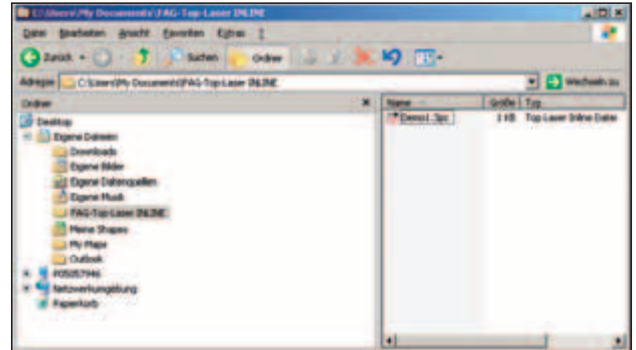 C:\Users\My Documents\FAG-Top-Laser INLINE
Datei Bearbeiten Ansicht Favoriten Extras ?
Zurück Suchen Ordner
Adresse C:\Users\My Documents\FAG-Top-Laser INLINE Wechseln zu
Ordner
Desktop
Eigene Dateien
Downloads
Eigene Bilder
Eigene Datenquellen
Eigene Musik
FAG-Top-Laser INLINE
Meine Shapes
My Maps
Outlook
P05057946
Netzwerkumgebung
Papierkorb
Name Größe Typ
Demo1.3pc 1 KB Top Laser Inline Datei